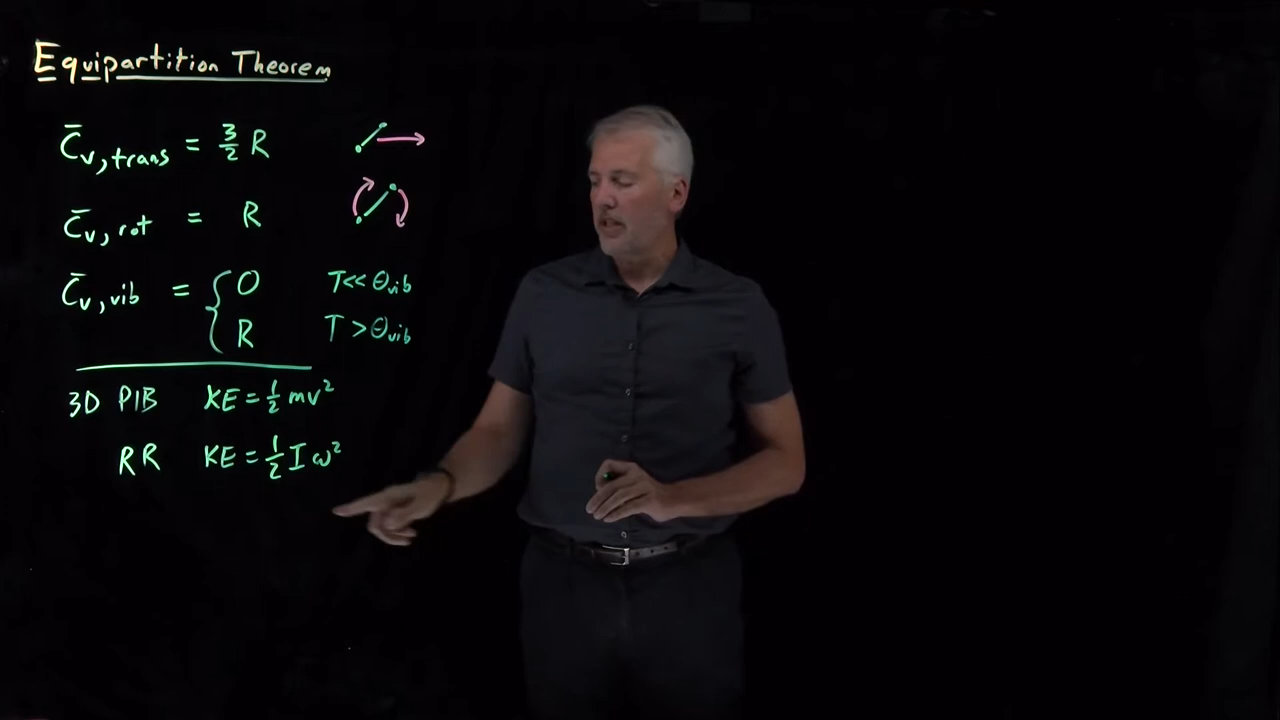 Equipartition Theorem
C̄v,trans = 3/2 R
C̄v,rot = R
C̄v,vib = { 0 T<<Θvib
R T>Θvib
3D PIB KE = 1/2 mv²
RR KE = 1/2 I ω²